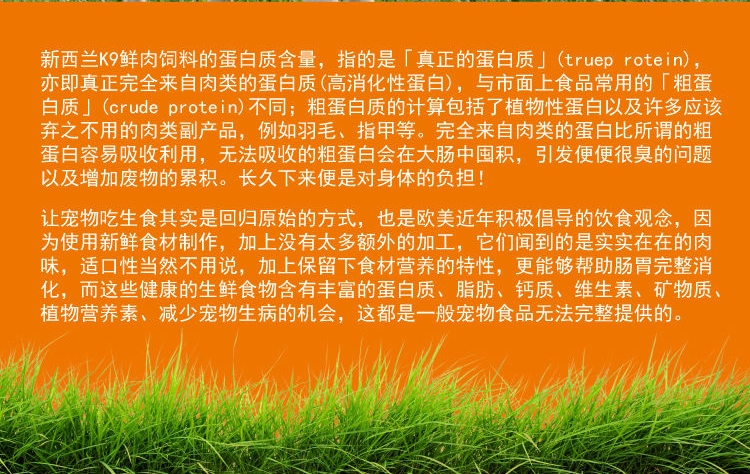 新西兰K9鲜肉饲料的蛋白质含量，指的是「真正的蛋白质」(truep rotein)，
亦即真正完全来自肉类的蛋白质(高消化性蛋白)，与市面上食品常用的「粗蛋
白质」(crude protein)不同；粗蛋白质的计算包括了植物性蛋白以及许多应该
弃之不用的肉类副产品，例如羽毛、指甲等。完全来自肉类的蛋白比所谓的粗
蛋白容易吸收利用，无法吸收的粗蛋白会在大肠中囤积，引发便便很臭的问题
以及增加废物的累积。长久下来便是对身体的负担！
让宠物吃生食其实是回归原始的方式，也是欧美近年积极倡导的饮食观念，因
为使用新鲜食材制作，加上没有太多额外的加工，它们闻到的是实实在在的肉
味，适口性当然不用说，加上保留下食材营养的特性，更能够帮助肠胃完整消
化，而这些健康的生鲜食物含有丰富的蛋白质、脂肪、钙质、维生素、矿物质、
植物营养素、减少宠物生病的机会，这都是一般宠物食品无法完整提供的。